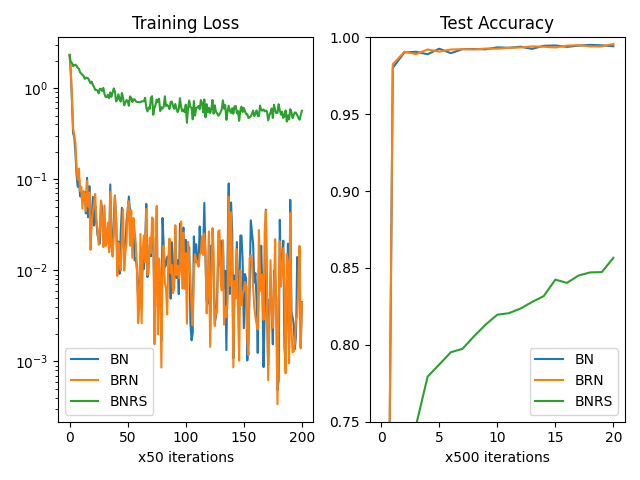 Training Loss
10⁰
10⁻¹
10⁻²
10⁻³
BN
BRN
BNRS
0
50
100
150
200
x50 iterations
Test Accuracy
1.00
0.95
0.90
0.85
0.80
0.75
BN
BRN
BNRS
0
5
10
15
20
x500 iterations